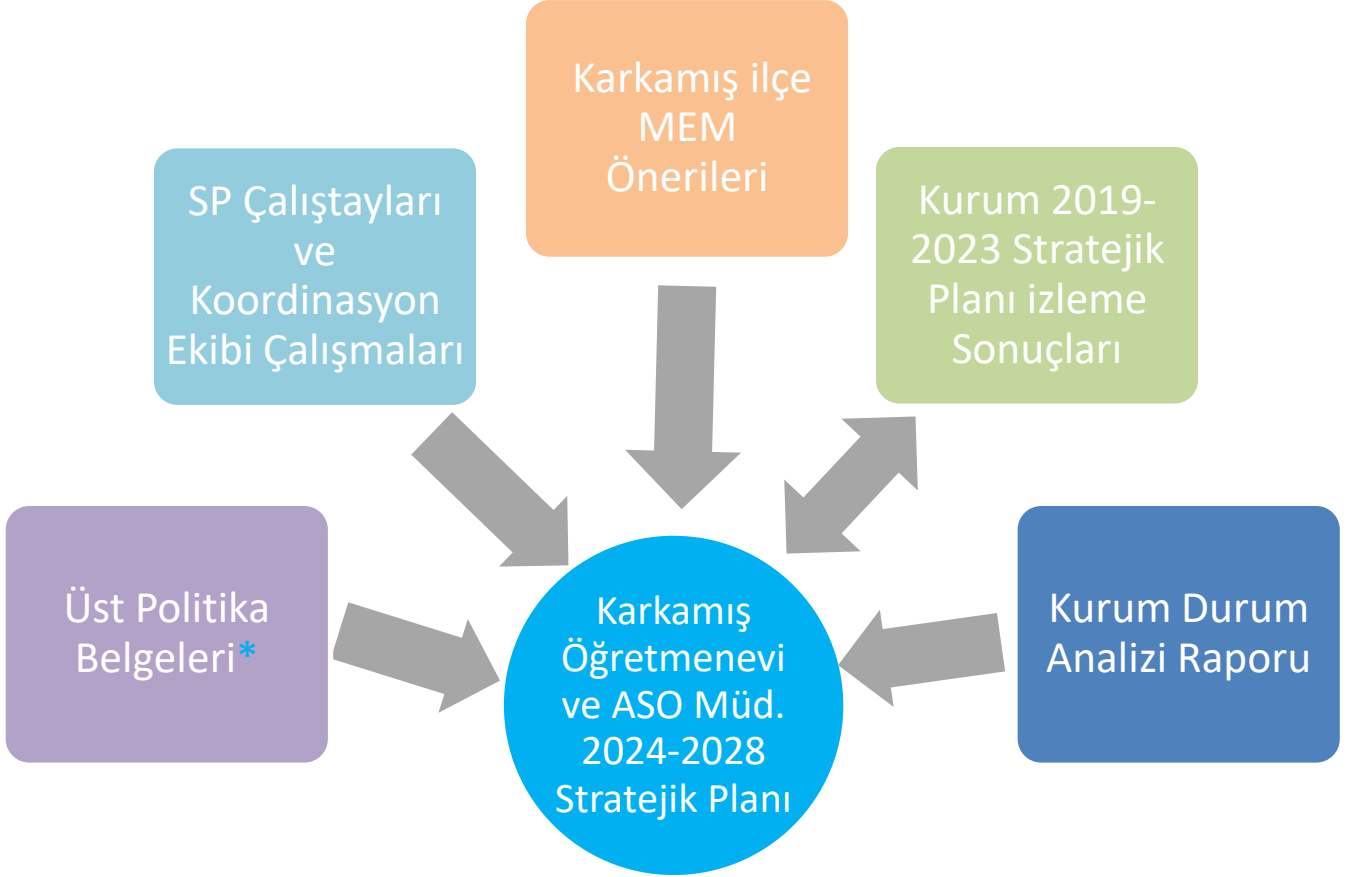 Karkamış ilçe
MEM
Önerileri
SP Çalıştayları
ve
Koordinasyon
Ekibi Çalışmaları
Kurum 2019-
2023 Stratejik
Planı izleme
Sonuçları
Üst Politika
Belgeleri*
Kurum Durum
Analizi Raporu
Karkamış
Öğretmenevi
ve ASO Müd.
2024-2028
Stratejik Planı